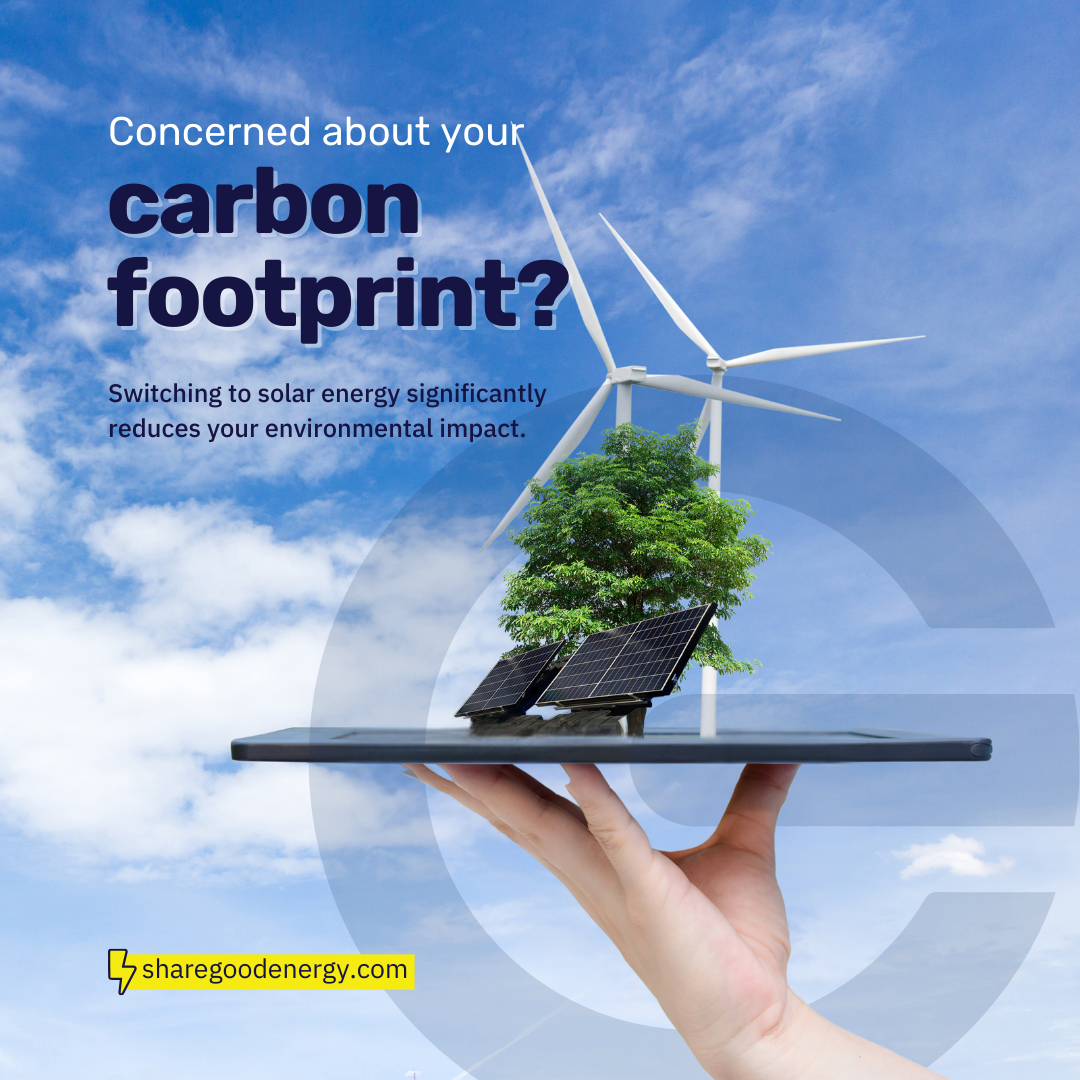 Concerned about your
carbon
footprint?
Switching to solar energy significantly
reduces your environmental impact.
sharegoodenergy.com